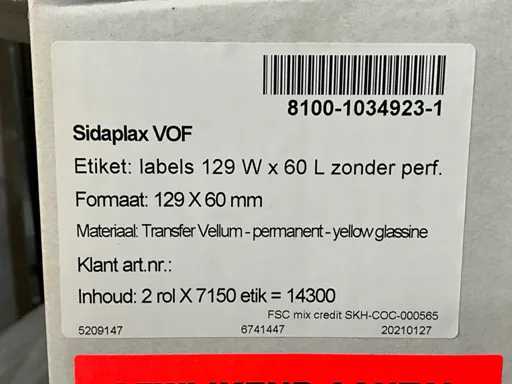 8100-1034923-1
Sidaplax VOF
Etiket: labels 129 W x 60 L zonder perf.
Formaat: 129 X 60 mm
Materiaal: Transfer Vellum - permanent - yellow glassine
Klant art.nr.:
Inhoud: 2 rol X 7150 etik = 14300
FSC mix credit SKH-COC-000565
5209147 6741447 20210127